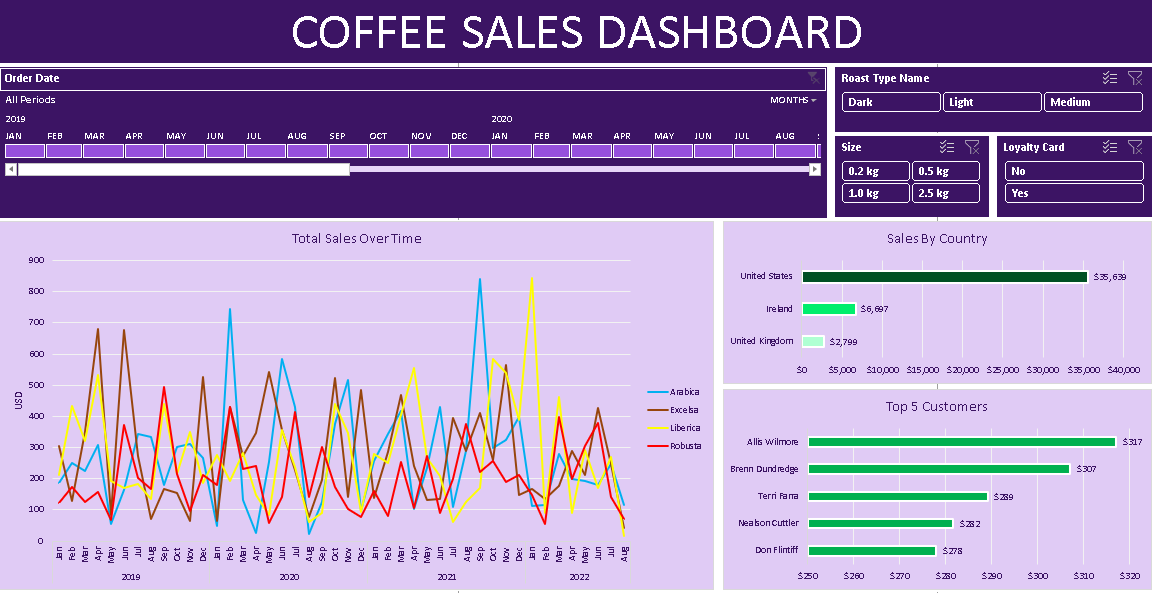 COFFEE SALES DASHBOARD
Order Date
All Periods
MONTHS
2019 2020
JAN FEB MAR APR MAY JUN JUL AUG SEP OCT NOV DEC JAN FEB MAR APR MAY JUN JUL AUG
Roast Type Name
Dark Light Medium
Size
0.2 kg 0.5 kg
1.0 kg 2.5 kg
Loyalty Card
No
Yes
Total Sales Over Time
USD
900
800
700
600
500
400
300
200
100
0
Jan Feb Mar Apr May Jun Jul Aug Sep Oct Nov Dec Jan Feb Mar Apr May Jun Jul Aug Sep Oct Nov Dec Jan Feb Mar Apr May Jun Jul Aug Sep Oct Nov Dec Jan Feb Mar Apr May Jun Jul Aug
2019 2020 2021 2022
Arabica
Excelsa
Liberica
Robusta
Sales By Country
United States $35,639
Ireland $6,697
United Kingdom $2,799
$0 $5,000 $10,000 $15,000 $20,000 $25,000 $30,000 $35,000 $40,000
Top 5 Customers
Allis Wilmore $317
Brenn Dundredge $307
Terri Farra $289
Nealson Cuttler $282
Don Flintiff $278
$250 $260 $270 $280 $290 $300 $310 $320